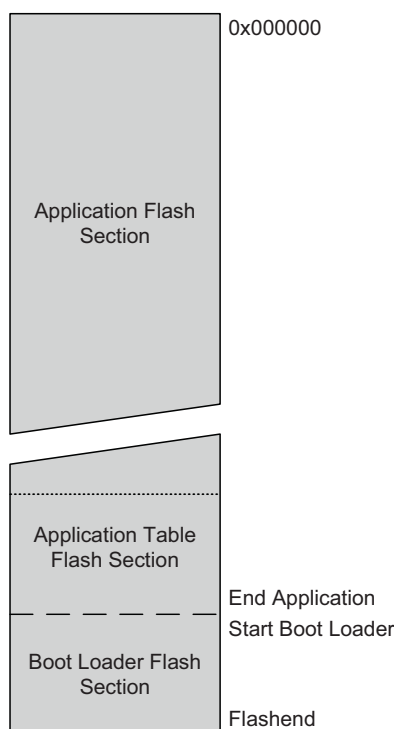 0x000000
Application Flash
Section
Application Table
Flash Section
End Application
Start Boot Loader
Boot Loader Flash
Section
Flashend